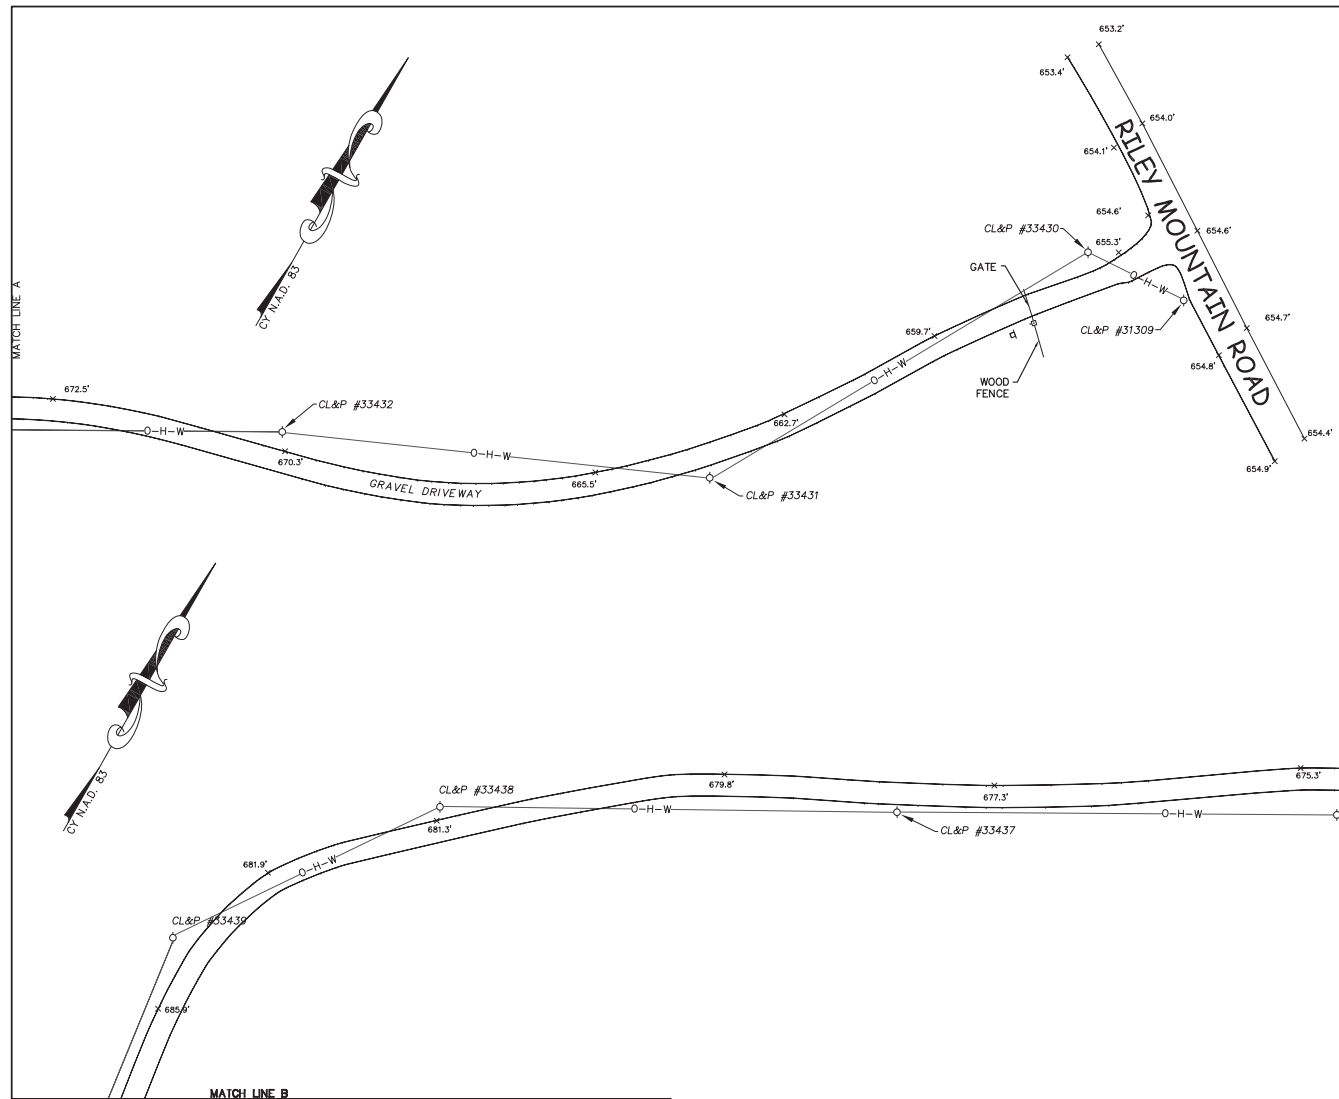 653.2'
653.4'
654.0'
654.1'
RILEY MOUNTAIN ROAD
654.6'
CL&P #33430
654.6'
655.3'
GATE
O-H-W
CY N.A.D. 83
MATCH LINE A
654.7'
CL&P #31309
659.7'
654.8'
O-H-W
WOOD
FENCE
672.5'
CL&P #33432
662.7'
O-H-W
654.4'
O-H-W
670.3'
654.9'
665.5'
GRAVEL DRIVEWAY
CL&P #33431
CY N.A.D. 83
675.3'
679.8'
CL&P #33438
677.3'
O-H-W
O-H-W
681.3'
CL&P #33437
681.9'
O-H-W
CL&P #33439
685.9'
MATCH LINE B